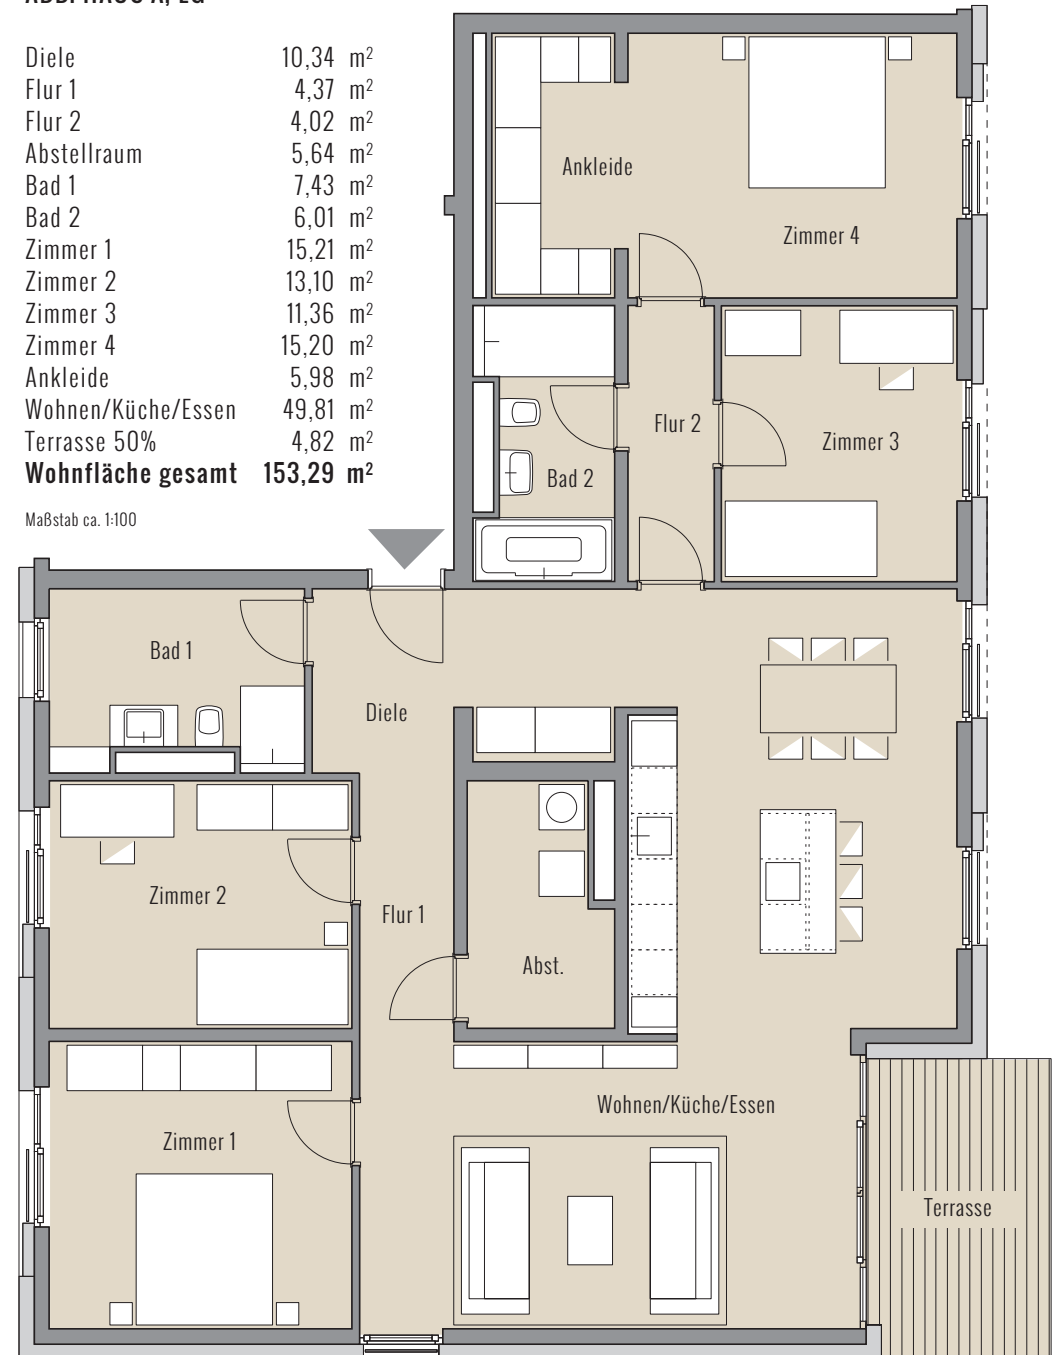 Diele 10,34 m²
Flur 1 4,37 m²
Flur 2 4,02 m²
Abstellraum 5,64 m²
Bad 1 7,43 m²
Bad 2 6,01 m²
Zimmer 1 15,21 m²
Zimmer 2 13,10 m²
Zimmer 3 11,36 m²
Zimmer 4 15,20 m²
Ankleide 5,98 m²
Wohnen/Küche/Essen 49,81 m²
Terrasse 50% 4,82 m²
Wohnfläche gesamt 153,29 m²
Maßstab ca. 1:100
Ankleide
Zimmer 4
Flur 2
Zimmer 3
Bad 2
Bad 1
Diele
Zimmer 2
Flur 1
Abst.
Wohnen/Küche/Essen
Zimmer 1
Terrasse